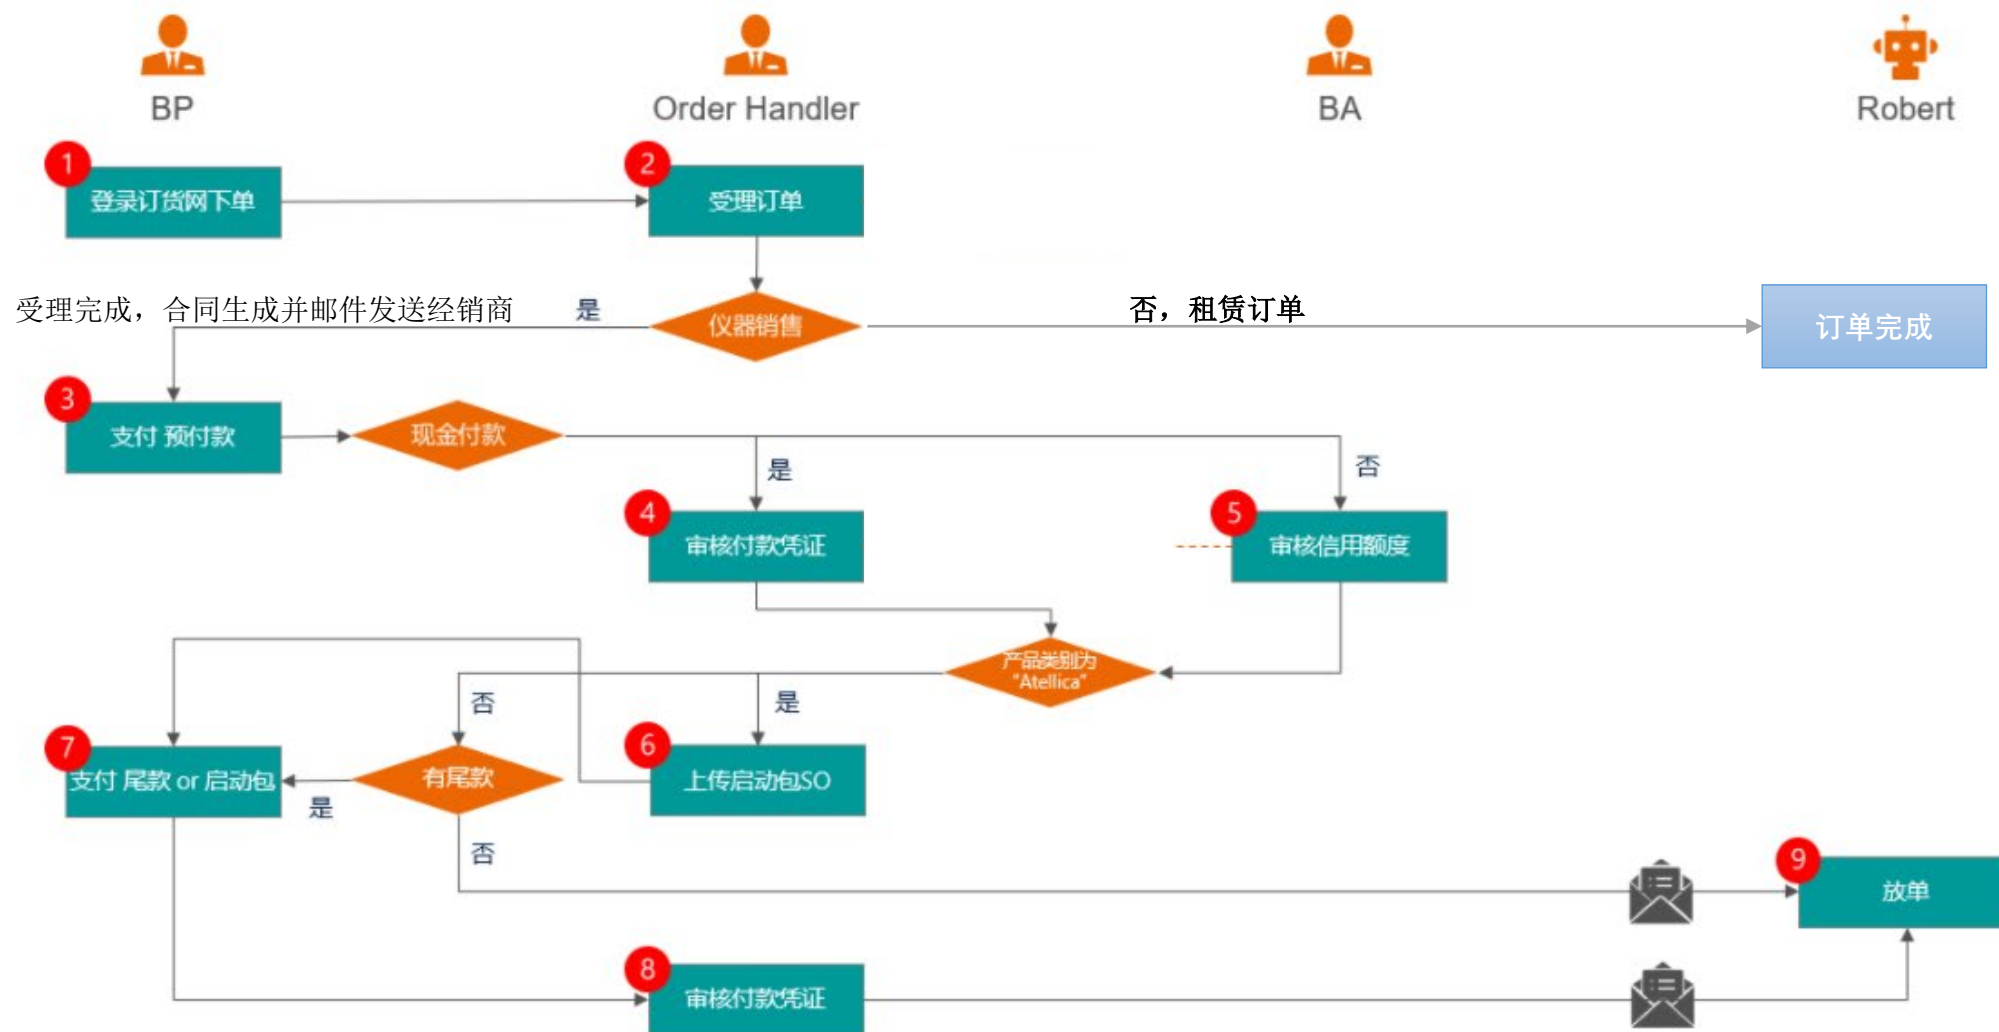 BP
Order Handler
BA
Robert
1
登录订货网下单
2
受理订单
受理完成，合同生成并邮件发送经销商
是
仪器销售
否，租赁订单
订单完成
3
支付 预付款
现金付款
是
否
4
审核付款凭证
5
审核信用额度
产品类别为
"Atellica"
否
是
7
支付 尾款 or 启动包
是
有尾款
6
上传启动包SO
否
9
放单
8
审核付款凭证